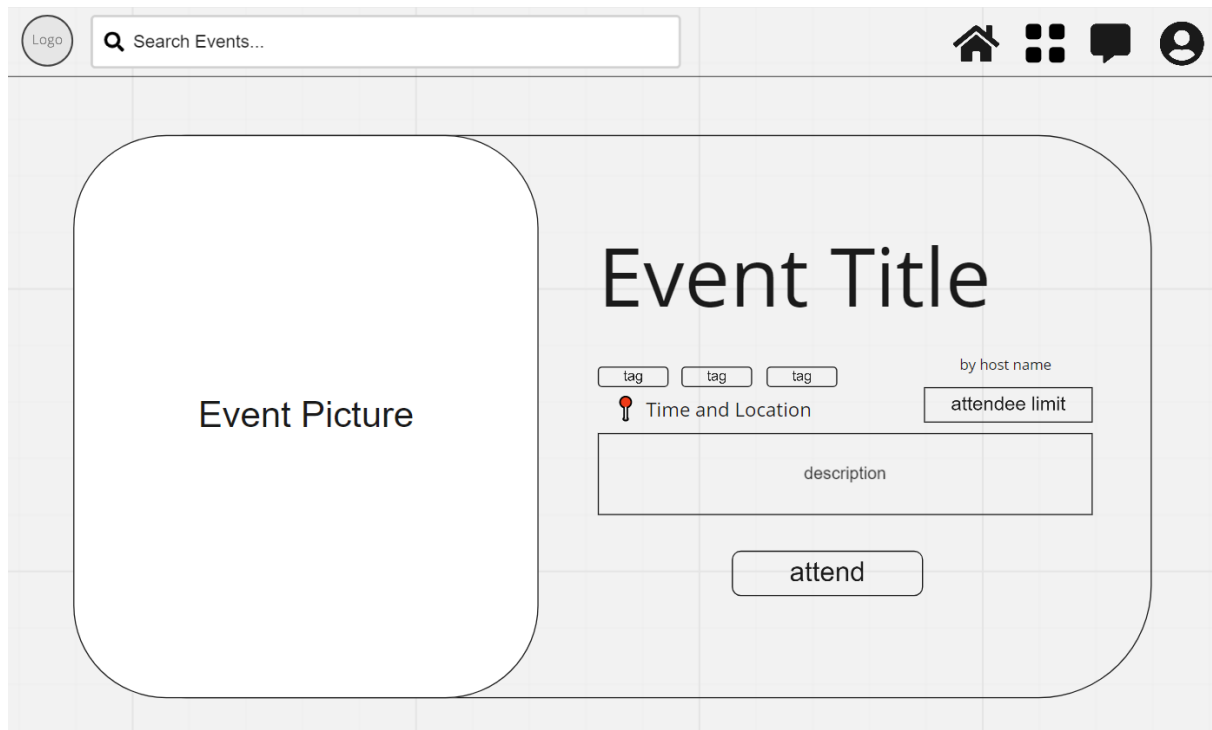 Logo
Search Events...
Event Picture
Event Title
by host name
tag tag tag
attendee limit
Time and Location
description
attend